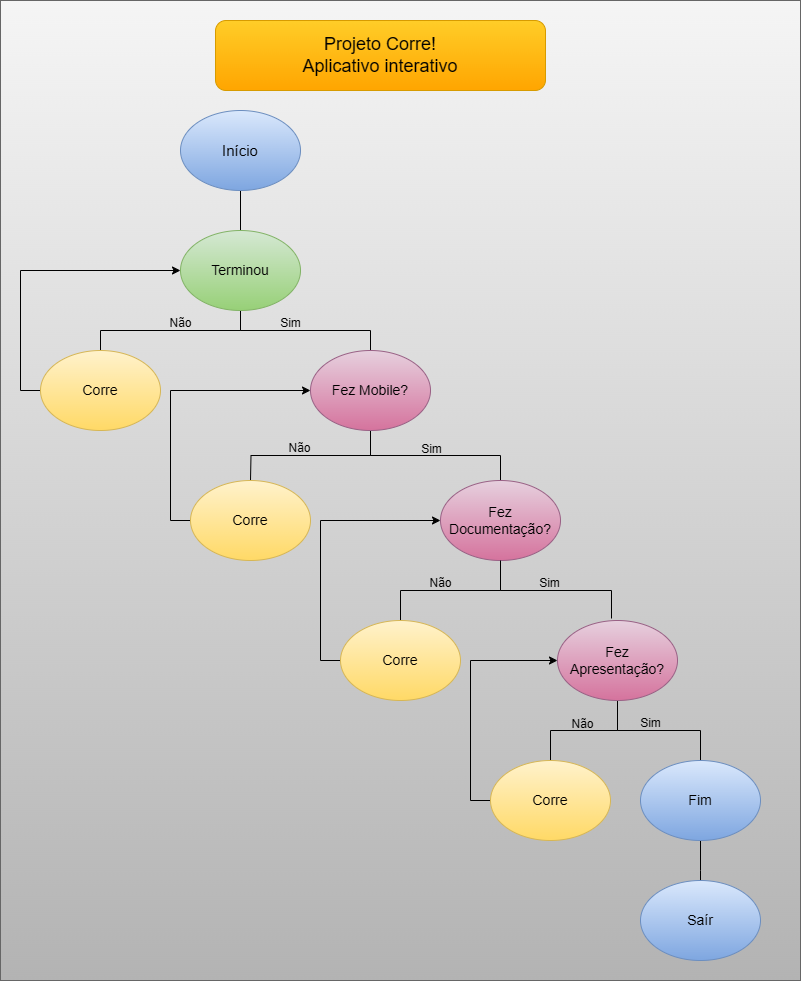 Projeto Corre!
Aplicativo interativo
Início
Terminou
Não
Sim
Corre
Fez Mobile?
Não
Sim
Corre
Fez
Documentação?
Não
Sim
Corre
Fez
Apresentação?
Não
Sim
Corre
Fim
Saír